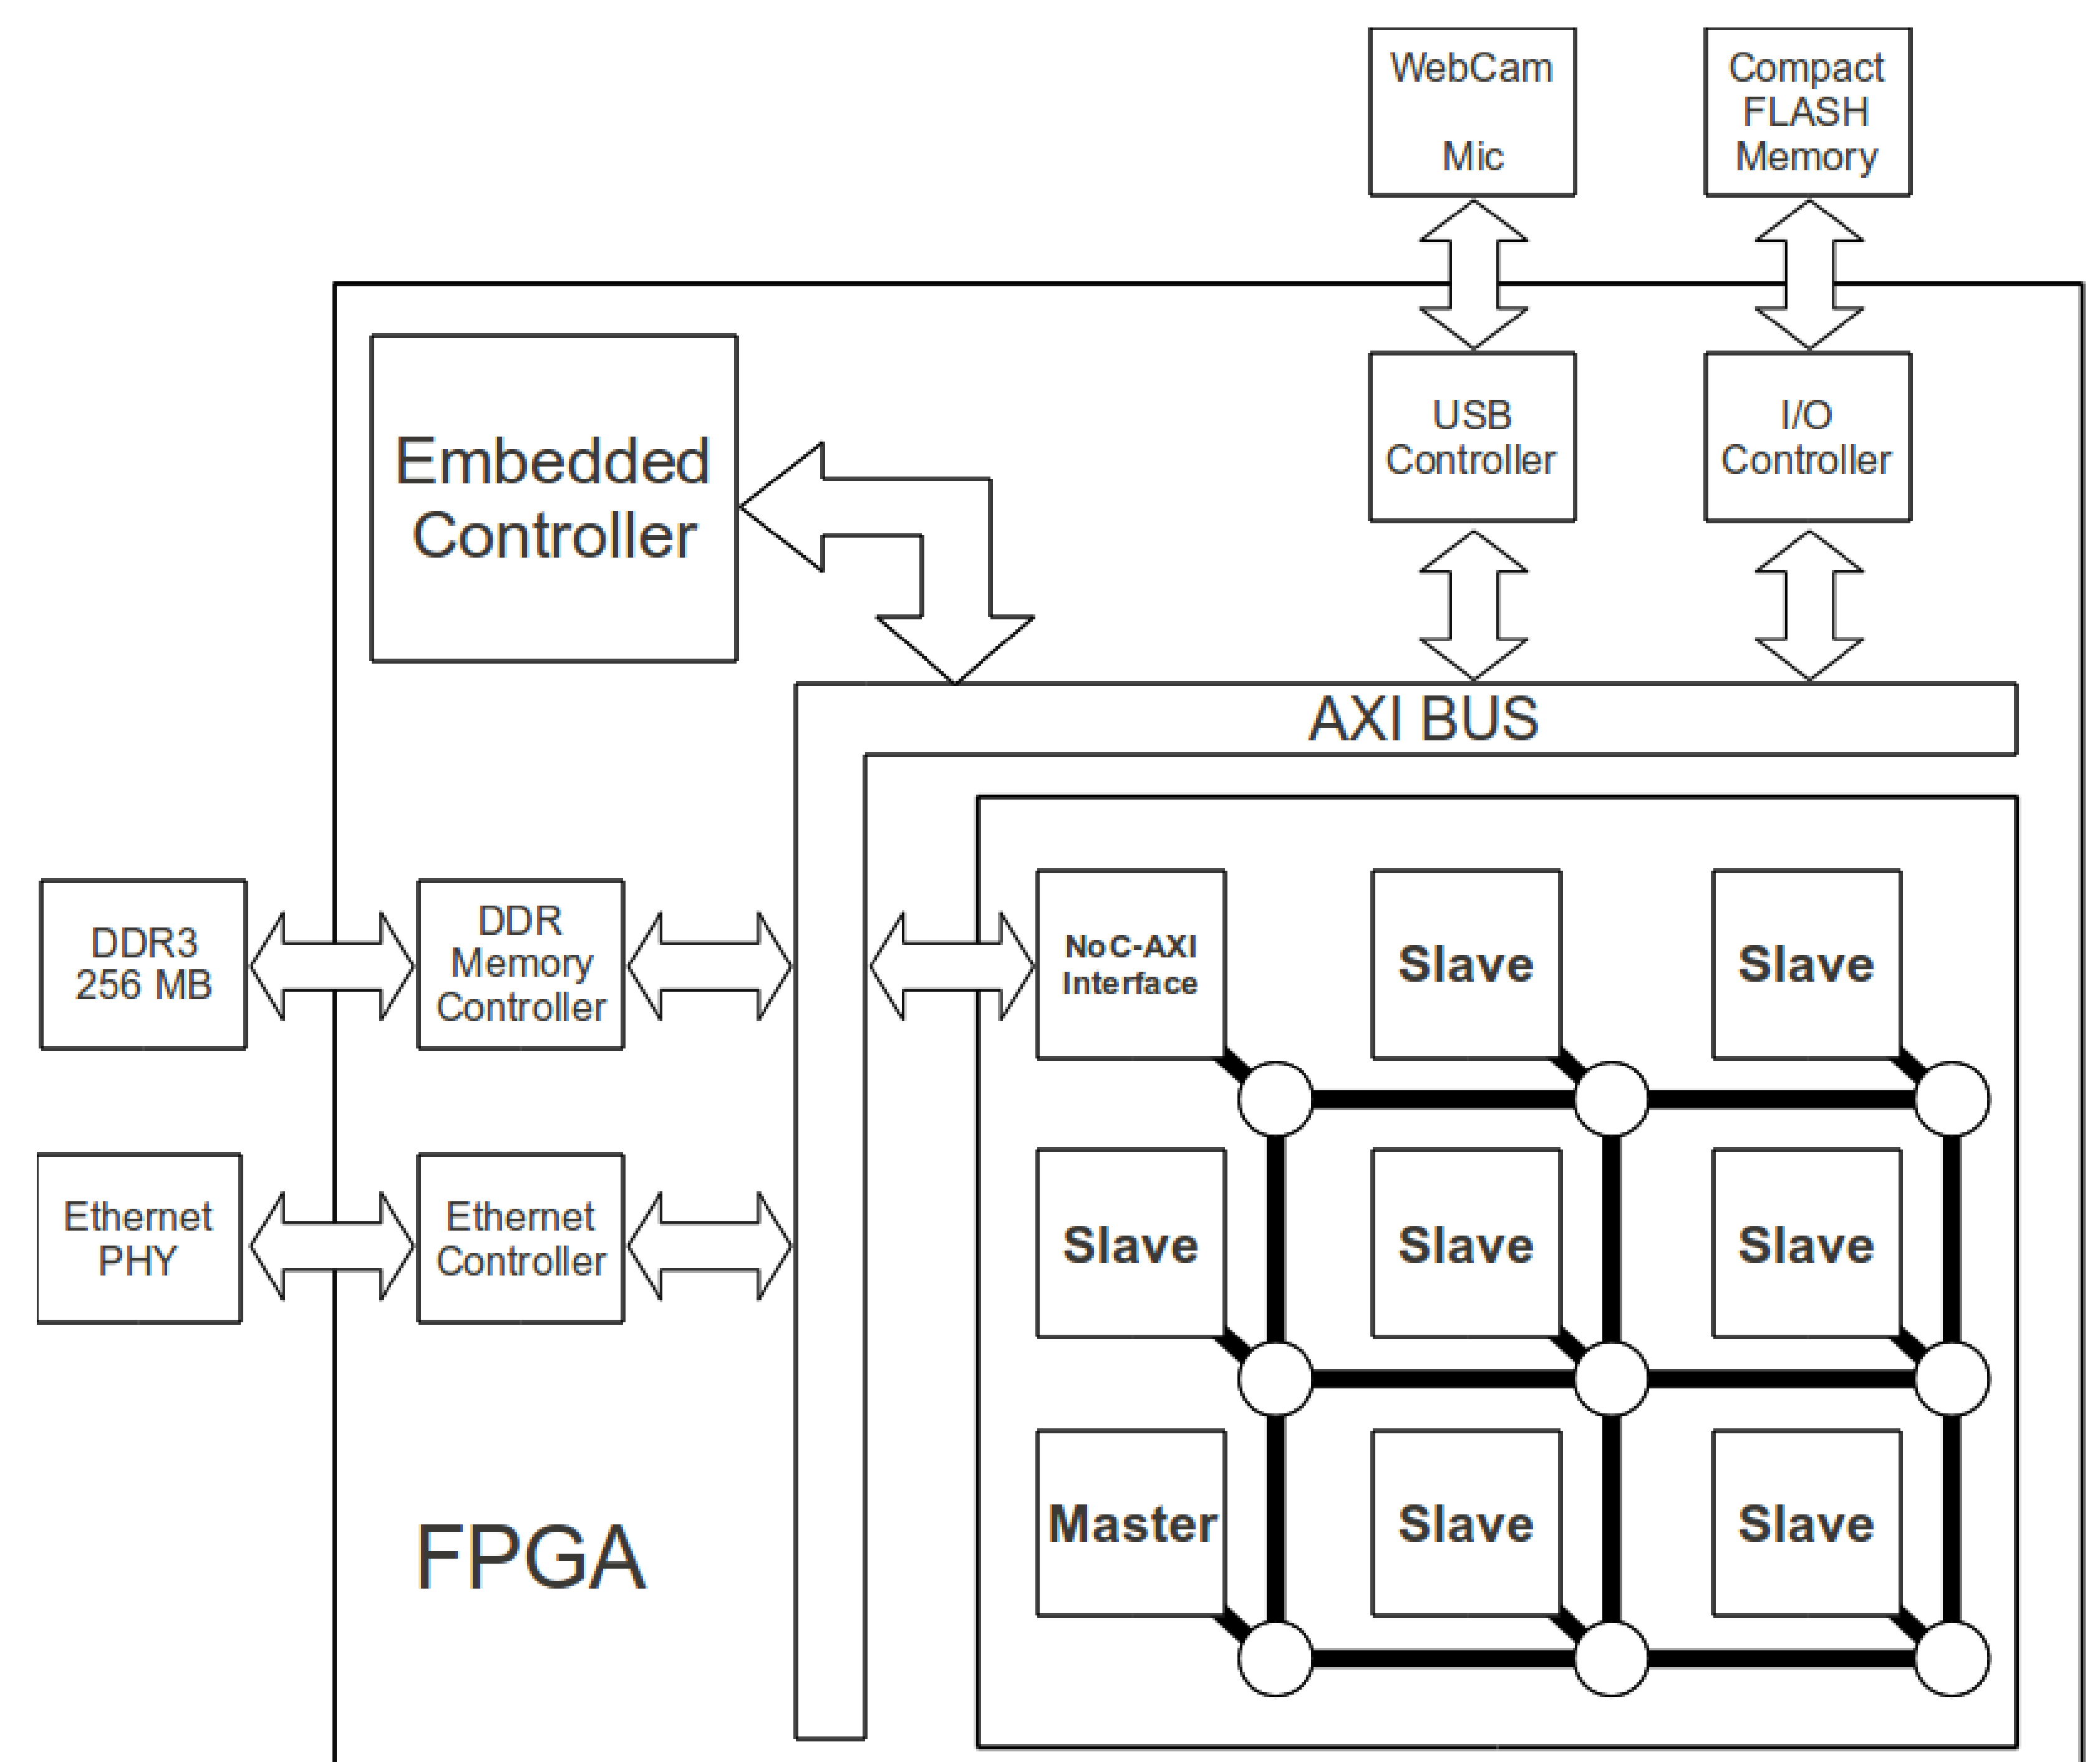 WebCam
Mic
Compact
FLASH
Memory
Embedded
Controller
USB
Controller
I/O
Controller
AXI BUS
DDR3
256 MB
DDR
Memory
Controller
NoC-AXI
Interface
Slave
Slave
Ethernet
PHY
Ethernet
Controller
Slave
Slave
Slave
FPGA
Master
Slave
Slave